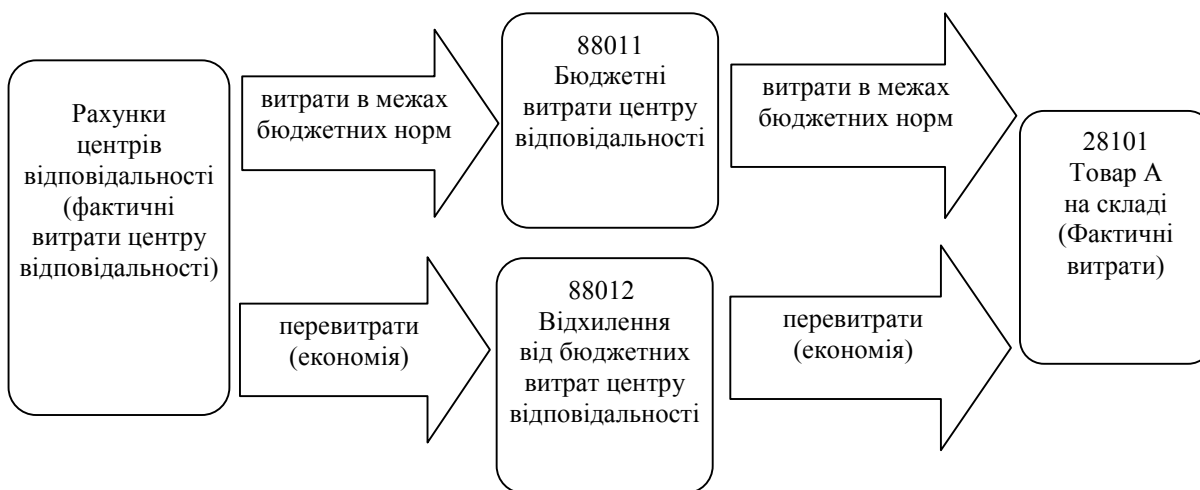 Рахунки
центрів
відповідальності
(фактичні
витрати центру
відповідальності)
витрати в межах
бюджетних норм
88011
Бюджетні
витрати центру
відповідальності
витрати в межах
бюджетних норм
перевитрати
(економія)
88012
Відхилення
від бюджетних
витрат центру
відповідальності
перевитрати
(економія)
28101
Товар А
на складі
(Фактичні
витрати)